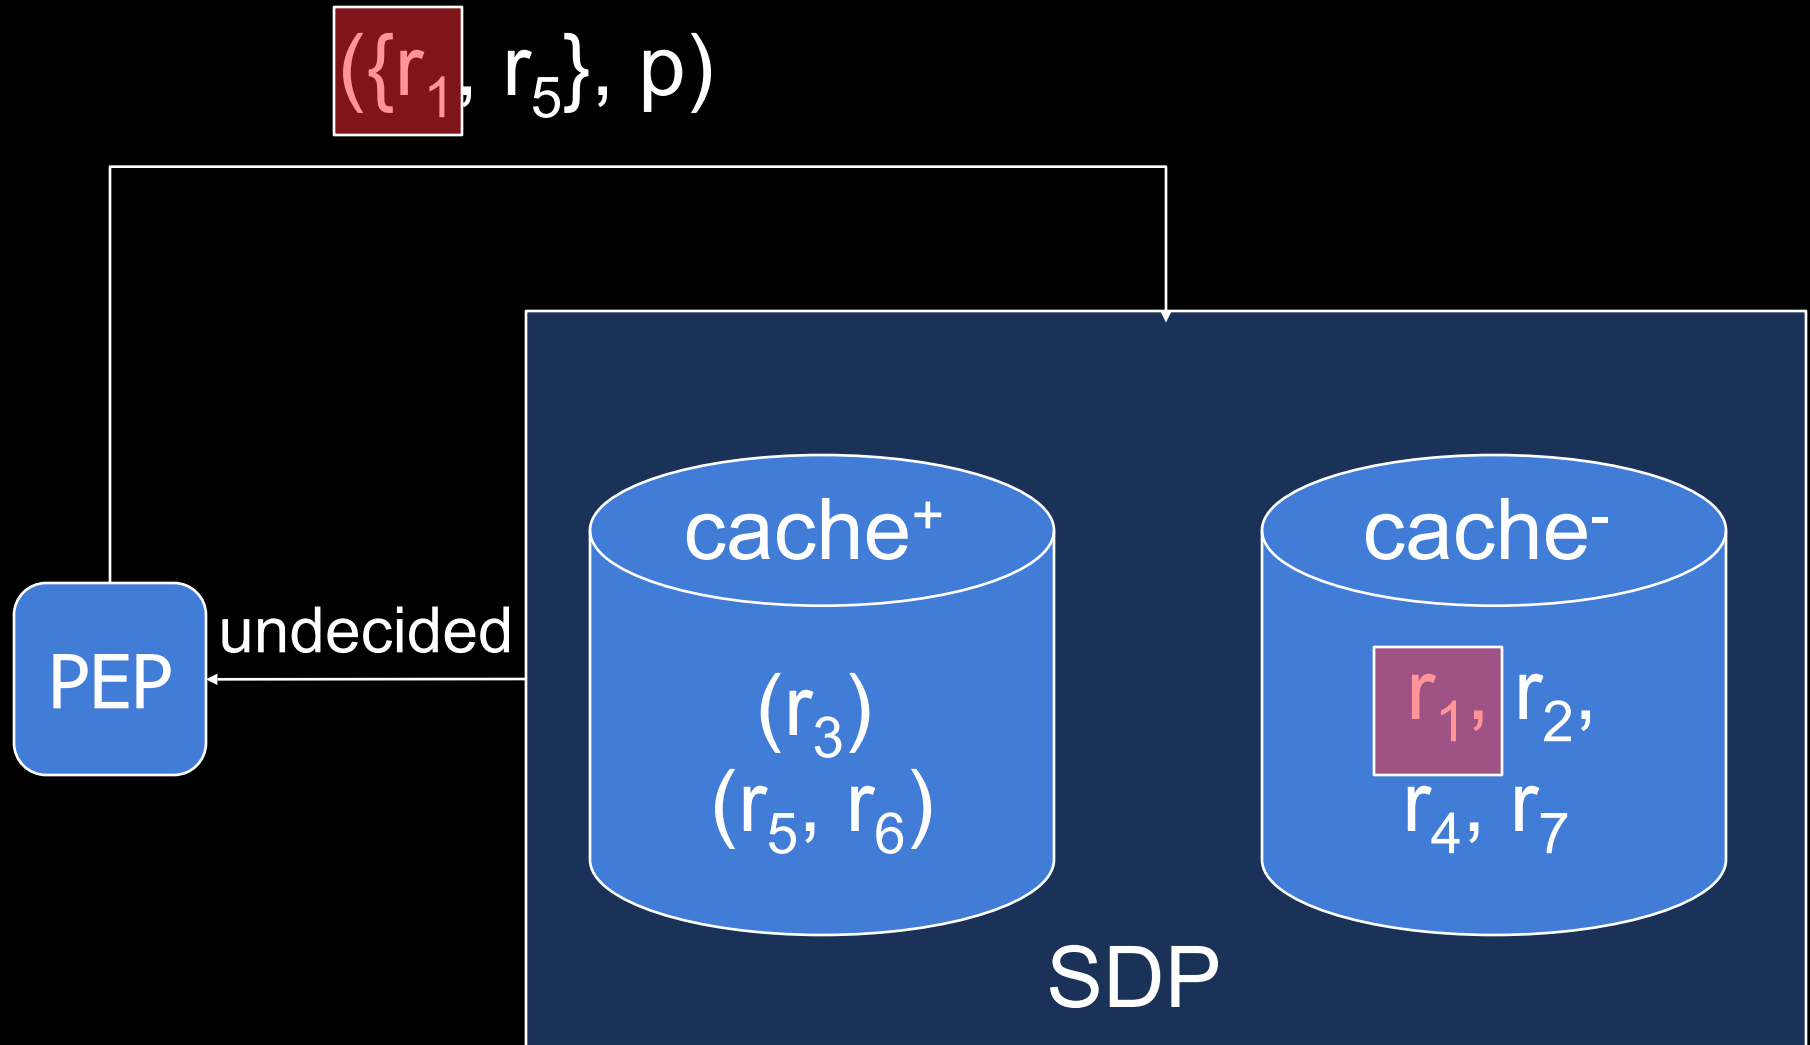 ({r₁, r₅}, p)
cache⁺
cache⁻
undecided
PEP
(r₃)
(r₅, r₆)
r₁, r₂,
r₄, r₇
SDP